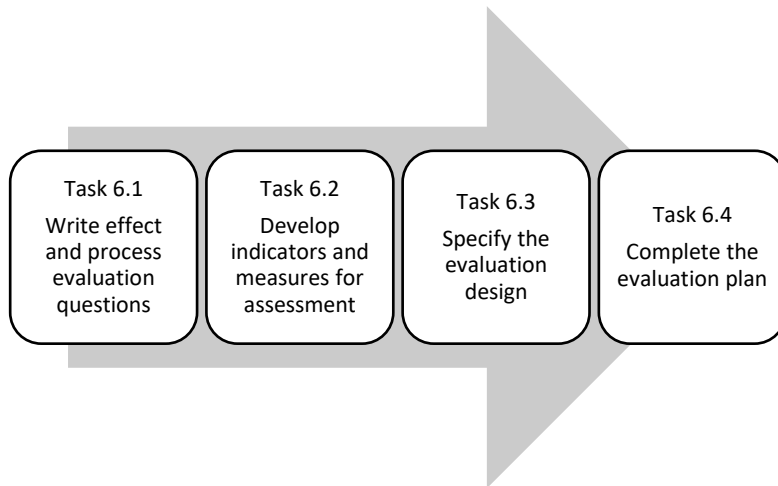 Task 6.1
Write effect
and process
evaluation
questions
Task 6.2
Develop
indicators and
measures for
assessment
Task 6.3
Specify the
evaluation
design
Task 6.4
Complete the
evaluation plan